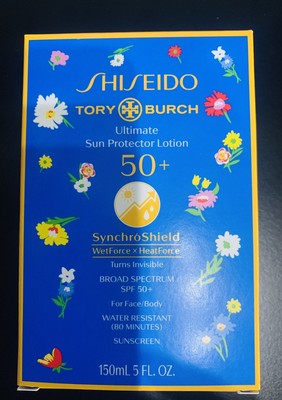 SHISEIDO
TORY BURCH
Ultimate
Sun Protector Lotion
50+
SynchroShield
WetForce × HeatForce
Turns Invisible
BROAD SPECTRUM
SPF 50+
For Face/Body
WATER RESISTANT
(80 MINUTES)
SUNSCREEN
150mL 5 FL. OZ.